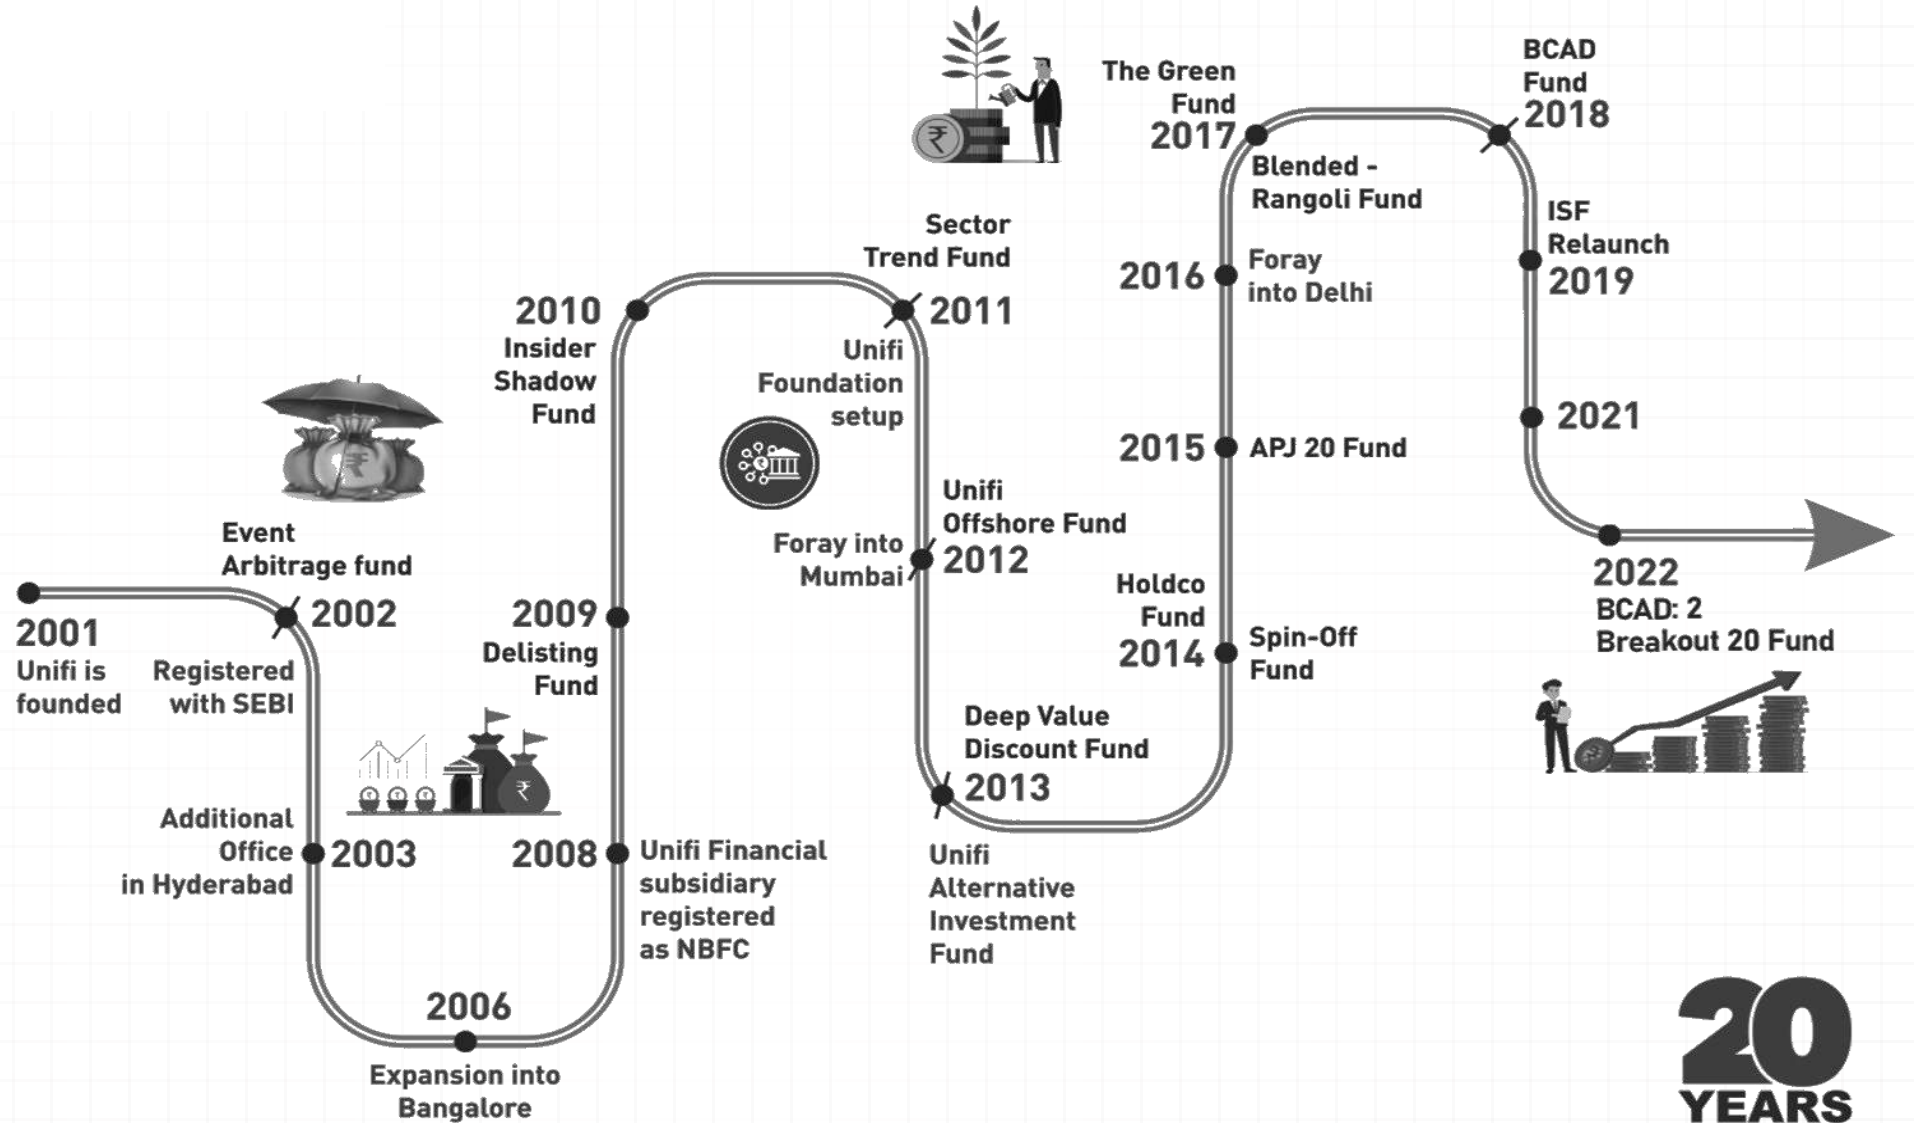 2001
Unifi is
founded
Event
Arbitrage fund
2002
Registered
with SEBI
Additional
Office
in Hyderabad
2003
2006
Expansion into
Bangalore
2008
Unifi Financial
subsidiary
registered
as NBFC
2009
Delisting
Fund
2010
Insider
Shadow
Fund
Sector
Trend Fund
2011
Unifi
Foundation
setup
Unifi
Offshore Fund
2012
Foray into
Mumbai
Deep Value
Discount Fund
2013
Unifi
Alternative
Investment
Fund
Holdco
Fund
2014
Spin-Off
Fund
2015
APJ 20 Fund
2016
Foray
into Delhi
The Green
Fund
2017
Blended -
Rangoli Fund
BCAD
Fund
2018
ISF
Relaunch
2019
2021
2022
BCAD: 2
Breakout 20 Fund
20
YEARS